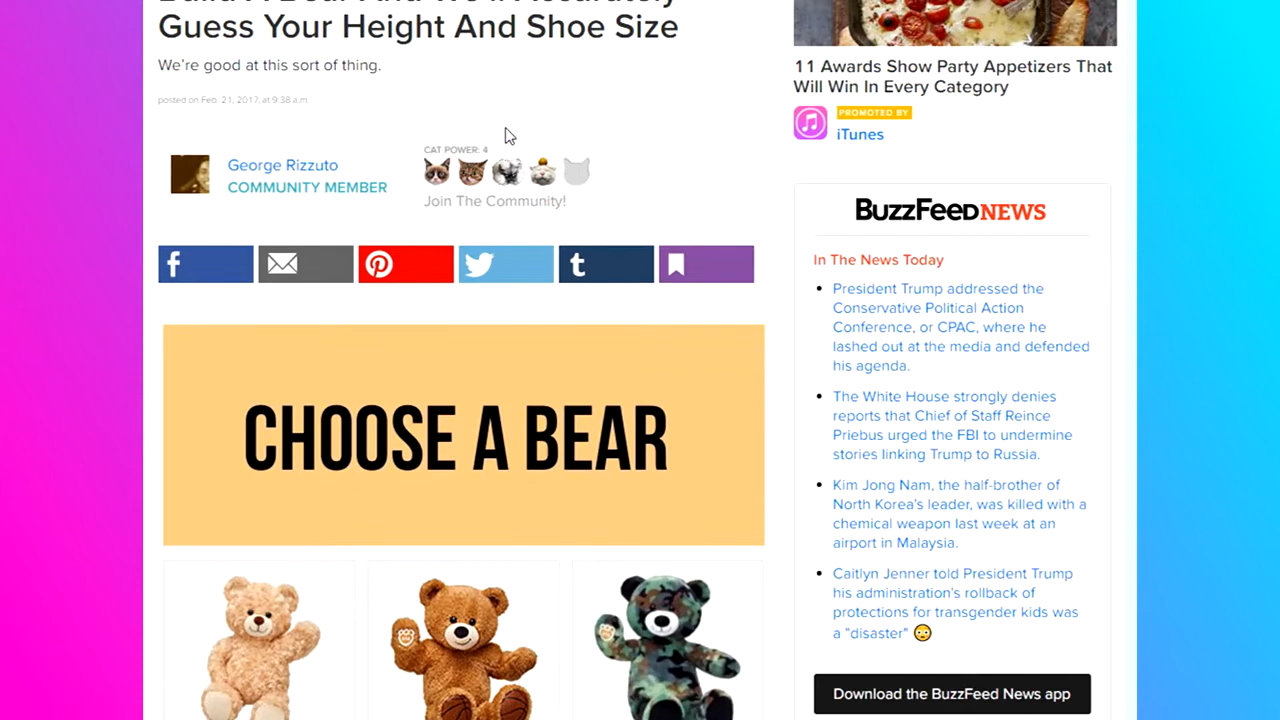 Build A Bear And We'll Accurately
Guess Your Height And Shoe Size
We're good at this sort of thing.
posted on Feb. 21, 2017, at 9:38 a.m.
George Rizzuto
COMMUNITY MEMBER
CAT POWER: 4
Join The Community!
CHOOSE A BEAR
11 Awards Show Party Appetizers That
Will Win In Every Category
PROMOTED BY
iTunes
BuzzFeed NEWS
In The News Today
President Trump addressed the
Conservative Political Action
Conference, or CPAC, where he
lashed out at the media and defended
his agenda.
The White House strongly denies
reports that Chief of Staff Reince
Priebus urged the FBI to undermine
stories linking Trump to Russia.
Kim Jong Nam, the half-brother of
North Korea's leader, was killed with a
chemical weapon last week at an
airport in Malaysia.
Caitlyn Jenner told President Trump
his administration's rollback of
protections for transgender kids was
a "disaster" 😳
Download the BuzzFeed News app